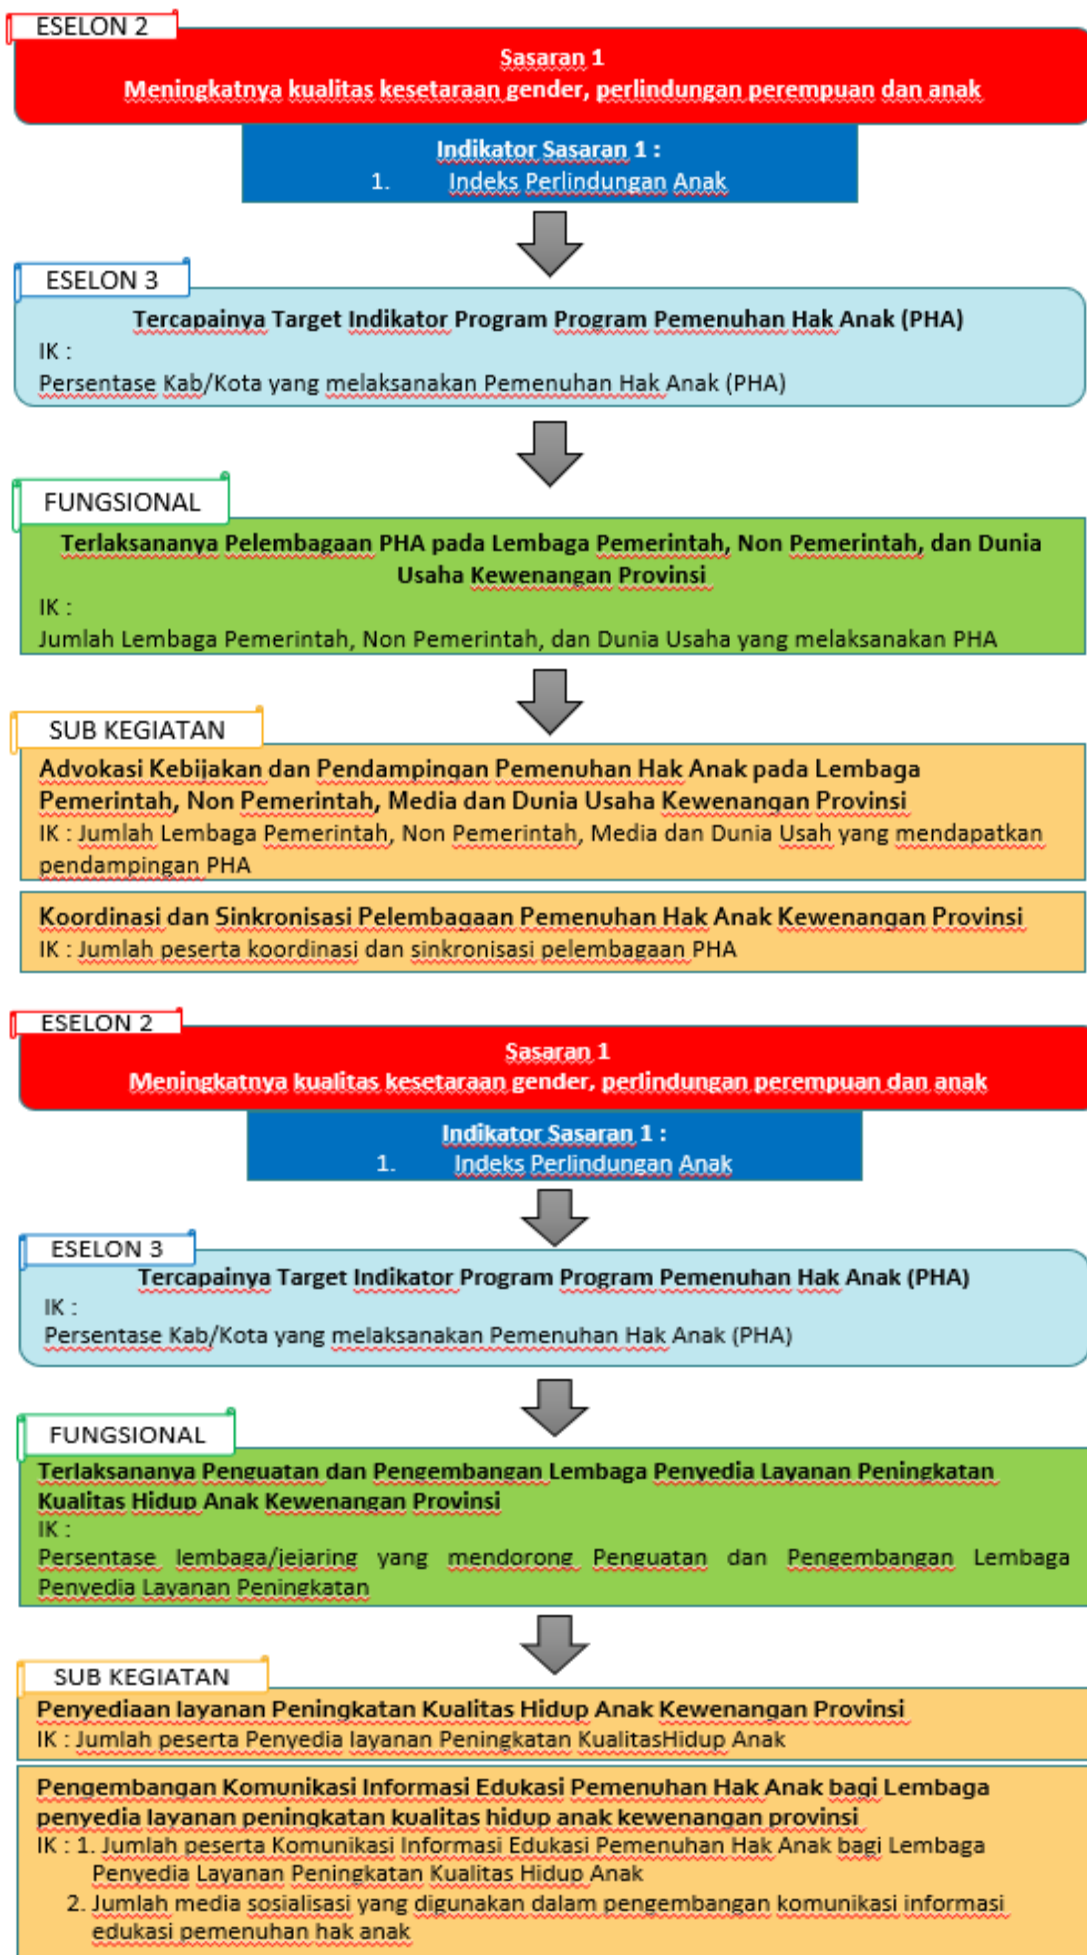 ESELON 2
Sasaran 1
Meningkatnya kualitas kesetaraan gender, perlindungan perempuan dan anak
Indikator Sasaran 1 :
1. Indeks Perlindungan Anak
ESELON 3
Tercapainya Target Indikator Program Program Pemenuhan Hak Anak (PHA)
IK :
Persentase Kab/Kota yang melaksanakan Pemenuhan Hak Anak (PHA)
FUNGSIONAL
Terlaksananya Pelembagaan PHA pada Lembaga Pemerintah, Non Pemerintah, dan Dunia
Usaha Kewenangan Provinsi
IK :
Jumlah Lembaga Pemerintah, Non Pemerintah, dan Dunia Usaha yang melaksanakan PHA
SUB KEGIATAN
Advokasi Kebijakan dan Pendampingan Pemenuhan Hak Anak pada Lembaga
Pemerintah, Non Pemerintah, Media dan Dunia Usaha Kewenangan Provinsi
IK : Jumlah Lembaga Pemerintah, Non Pemerintah, Media dan Dunia Usah yang mendapatkan
pendampingan PHA
Koordinasi dan Sinkronisasi Pelembagaan Pemenuhan Hak Anak Kewenangan Provinsi
IK : Jumlah peserta koordinasi dan sinkronisasi pelembagaan PHA
ESELON 2
Sasaran 1
Meningkatnya kualitas kesetaraan gender, perlindungan perempuan dan anak
Indikator Sasaran 1 :
1. Indeks Perlindungan Anak
ESELON 3
Tercapainya Target Indikator Program Program Pemenuhan Hak Anak (PHA)
IK :
Persentase Kab/Kota yang melaksanakan Pemenuhan Hak Anak (PHA)
FUNGSIONAL
Terlaksananya Penguatan dan Pengembangan Lembaga Penyedia Layanan Peningkatan
Kualitas Hidup Anak Kewenangan Provinsi
IK :
Persentase lembaga/jejaring yang mendorong Penguatan dan Pengembangan Lembaga
Penyedia Layanan Peningkatan
SUB KEGIATAN
Penyediaan layanan Peningkatan Kualitas Hidup Anak Kewenangan Provinsi
IK : Jumlah peserta Penyedia layanan Peningkatan KualitasHidup Anak
Pengembangan Komunikasi Informasi Edukasi Pemenuhan Hak Anak bagi Lembaga
penyedia layanan peningkatan kualitas hidup anak kewenangan provinsi
IK : 1. Jumlah peserta Komunikasi Informasi Edukasi Pemenuhan Hak Anak bagi Lembaga
Penyedia Layanan Peningkatan Kualitas Hidup Anak
2. Jumlah media sosialisasi yang digunakan dalam pengembangan komunikasi informasi
edukasi pemenuhan hak anak